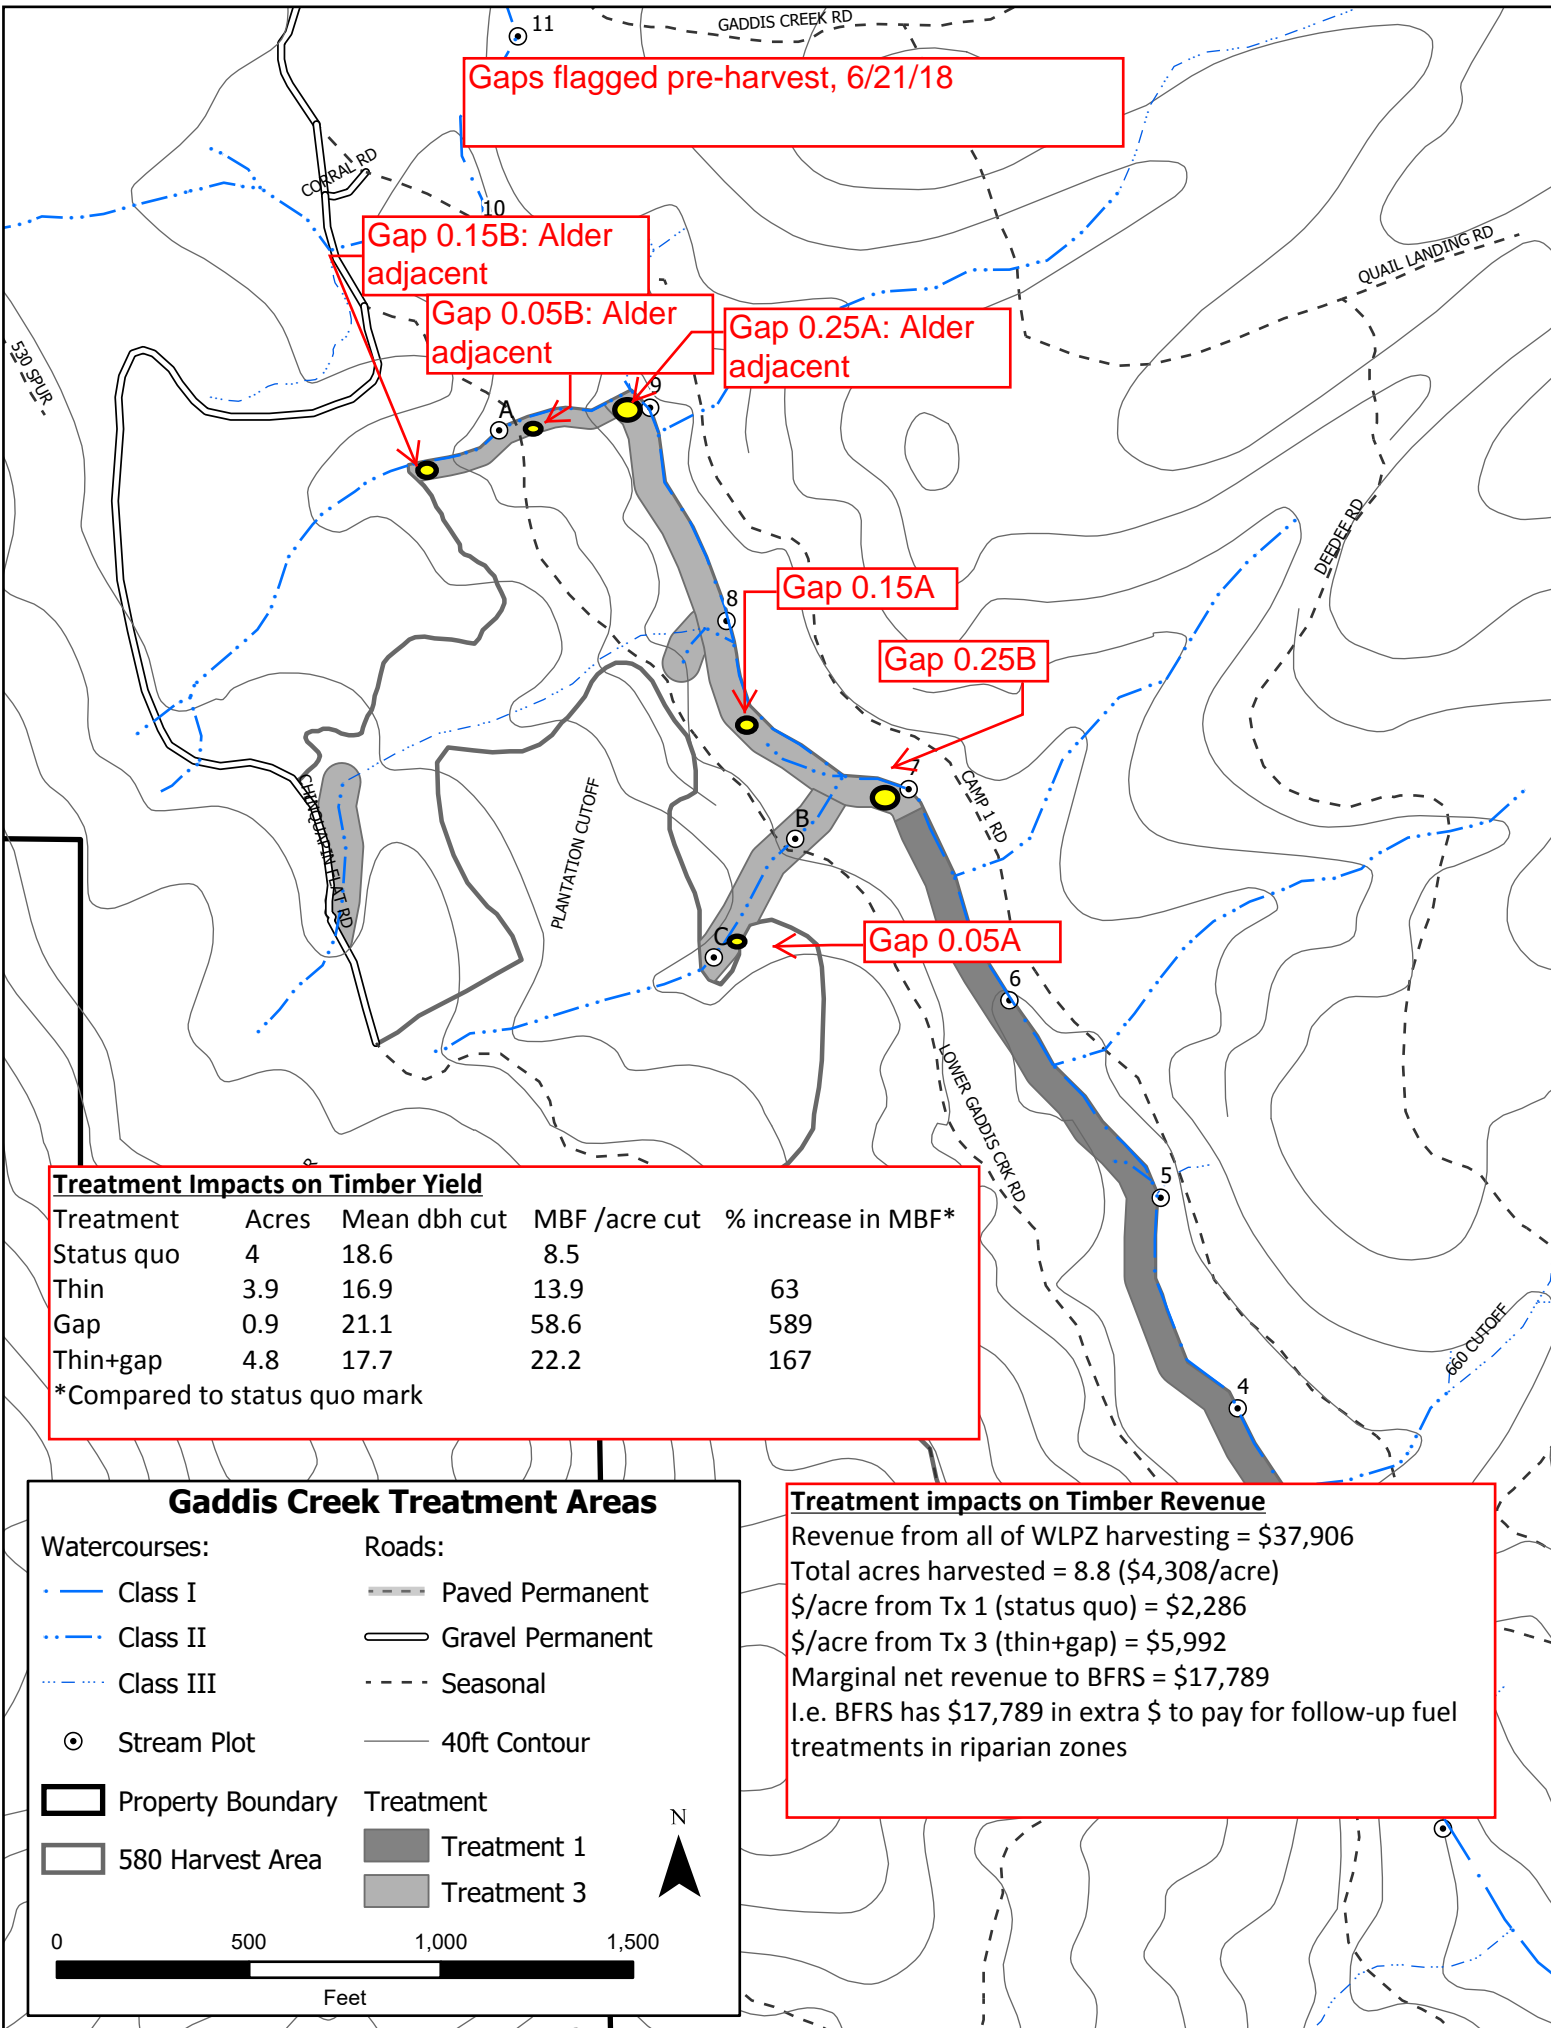 GADDIS CREEK RD
11
Gaps flagged pre-harvest, 6/21/18
CORRAL RD
10
Gap 0.15B: Alder
adjacent
QUAIL LANDING RD
Gap 0.05B: Alder
adjacent
Gap 0.25A: Alder
adjacent
530 SPUR
9
A
DEEDEE RD
Gap 0.15A
8
Gap 0.25B
7
CAMP 1 RD
CHINQUAPIN FLAT RD
PLANTATION CUTOFF
B
C
Gap 0.05A
6
LOWER GADDIS CRK RD
5
R
Treatment Impacts on Timber Yield
Treatment Acres Mean dbh cut MBF /acre cut % increase in MBF*
Status quo 4 18.6 8.5
Thin 3.9 16.9 13.9 63
Gap 0.9 21.1 58.6 589
Thin+gap 4.8 17.7 22.2 167
*Compared to status quo mark
660 CUTOFF
4
Gaddis Creek Treatment Areas
Watercourses:
Class I
Class II
Class III
Stream Plot
Property Boundary
580 Harvest Area
Roads:
Paved Permanent
Gravel Permanent
Seasonal
40ft Contour
Treatment
Treatment 1
Treatment 3
N
0 500 1,000 1,500
Feet
Treatment impacts on Timber Revenue
Revenue from all of WLPZ harvesting = $37,906
Total acres harvested = 8.8 ($4,308/acre)
$/acre from Tx 1 (status quo) = $2,286
$/acre from Tx 3 (thin+gap) = $5,992
Marginal net revenue to BFRS = $17,789
I.e. BFRS has $17,789 in extra $ to pay for follow-up fuel
treatments in riparian zones